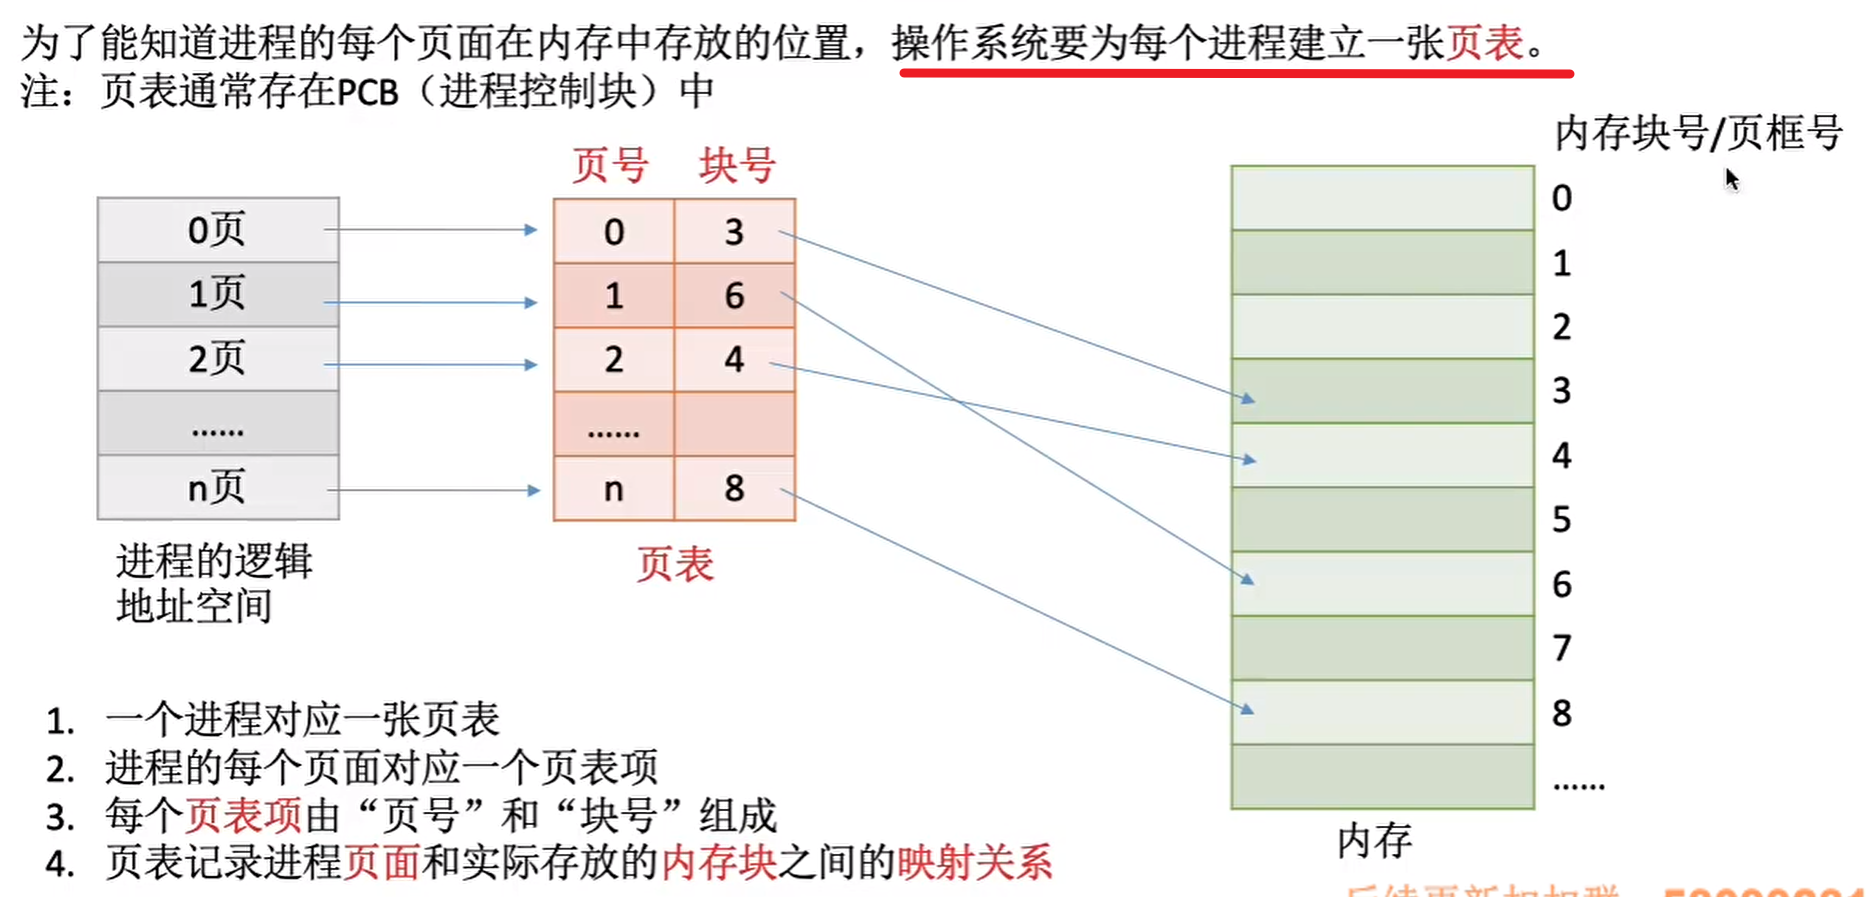 为了能知道进程的每个页面在内存中存放的位置，操作系统要为每个进程建立一张页表。
注：页表通常存在PCB（进程控制块）中
内存块号/页框号
页号 块号
0页
1页
2页
……
n页
0 3
1 6
2 4
……
n 8
0
1
2
3
4
5
6
7
8
……
进程的逻辑
地址空间
页表
内存
1. 一个进程对应一张页表
2. 进程的每个页面对应一个页表项
3. 每个页表项由“页号”和“块号”组成
4. 页表记录进程页面和实际存放的内存块之间的映射关系